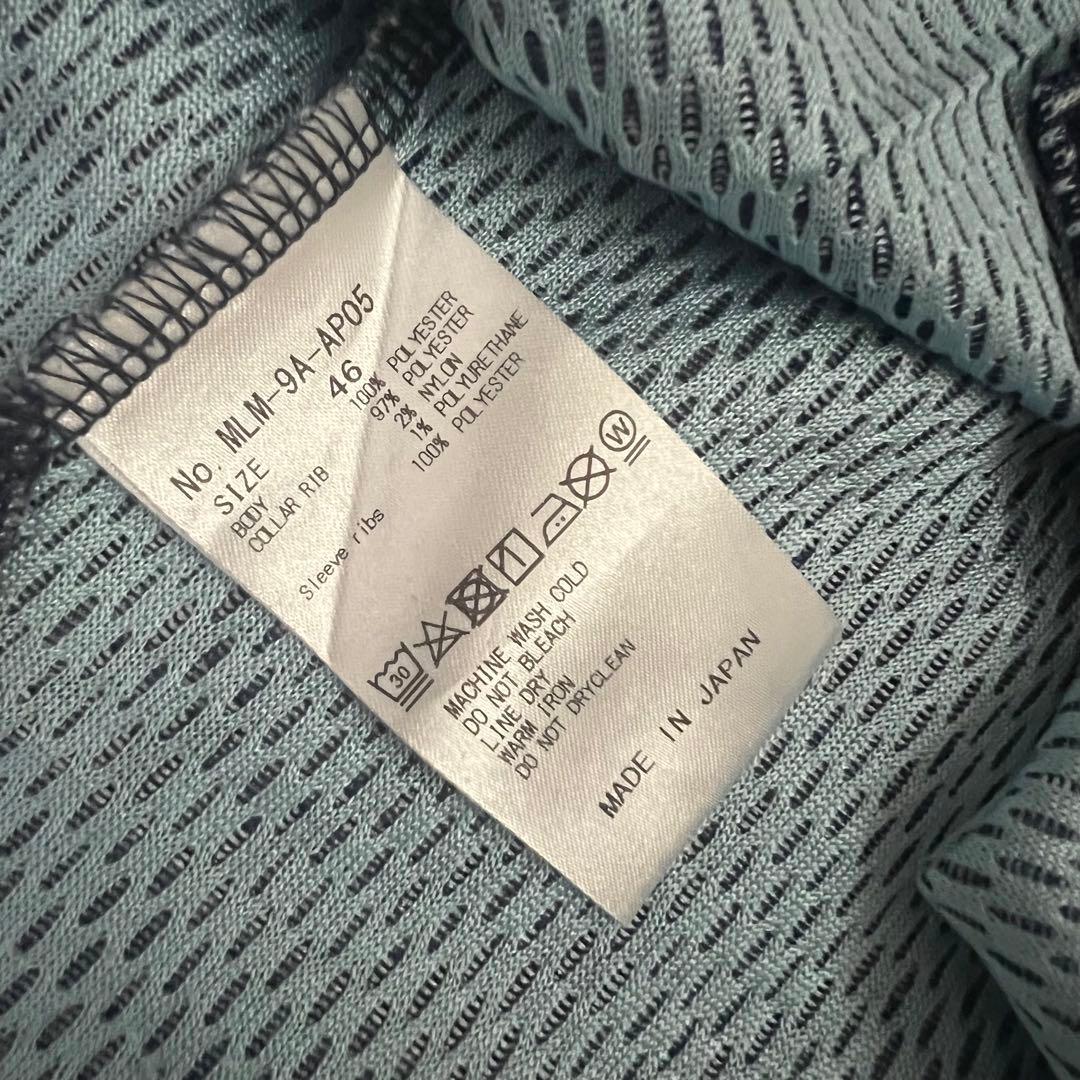 No. MLM-9A-AP05
SIZE 46
BODY 100% POLYESTER
COLLAR RIB 97% POLYESTER
2% NYLON
1% POLYURETHANE
Sleeve ribs 100% POLYESTER
30 W
MACHINE WASH COLD
DO NOT BLEACH
LINE DRY
WARM IRON
DO NOT DRYCLEAN
MADE IN JAPAN